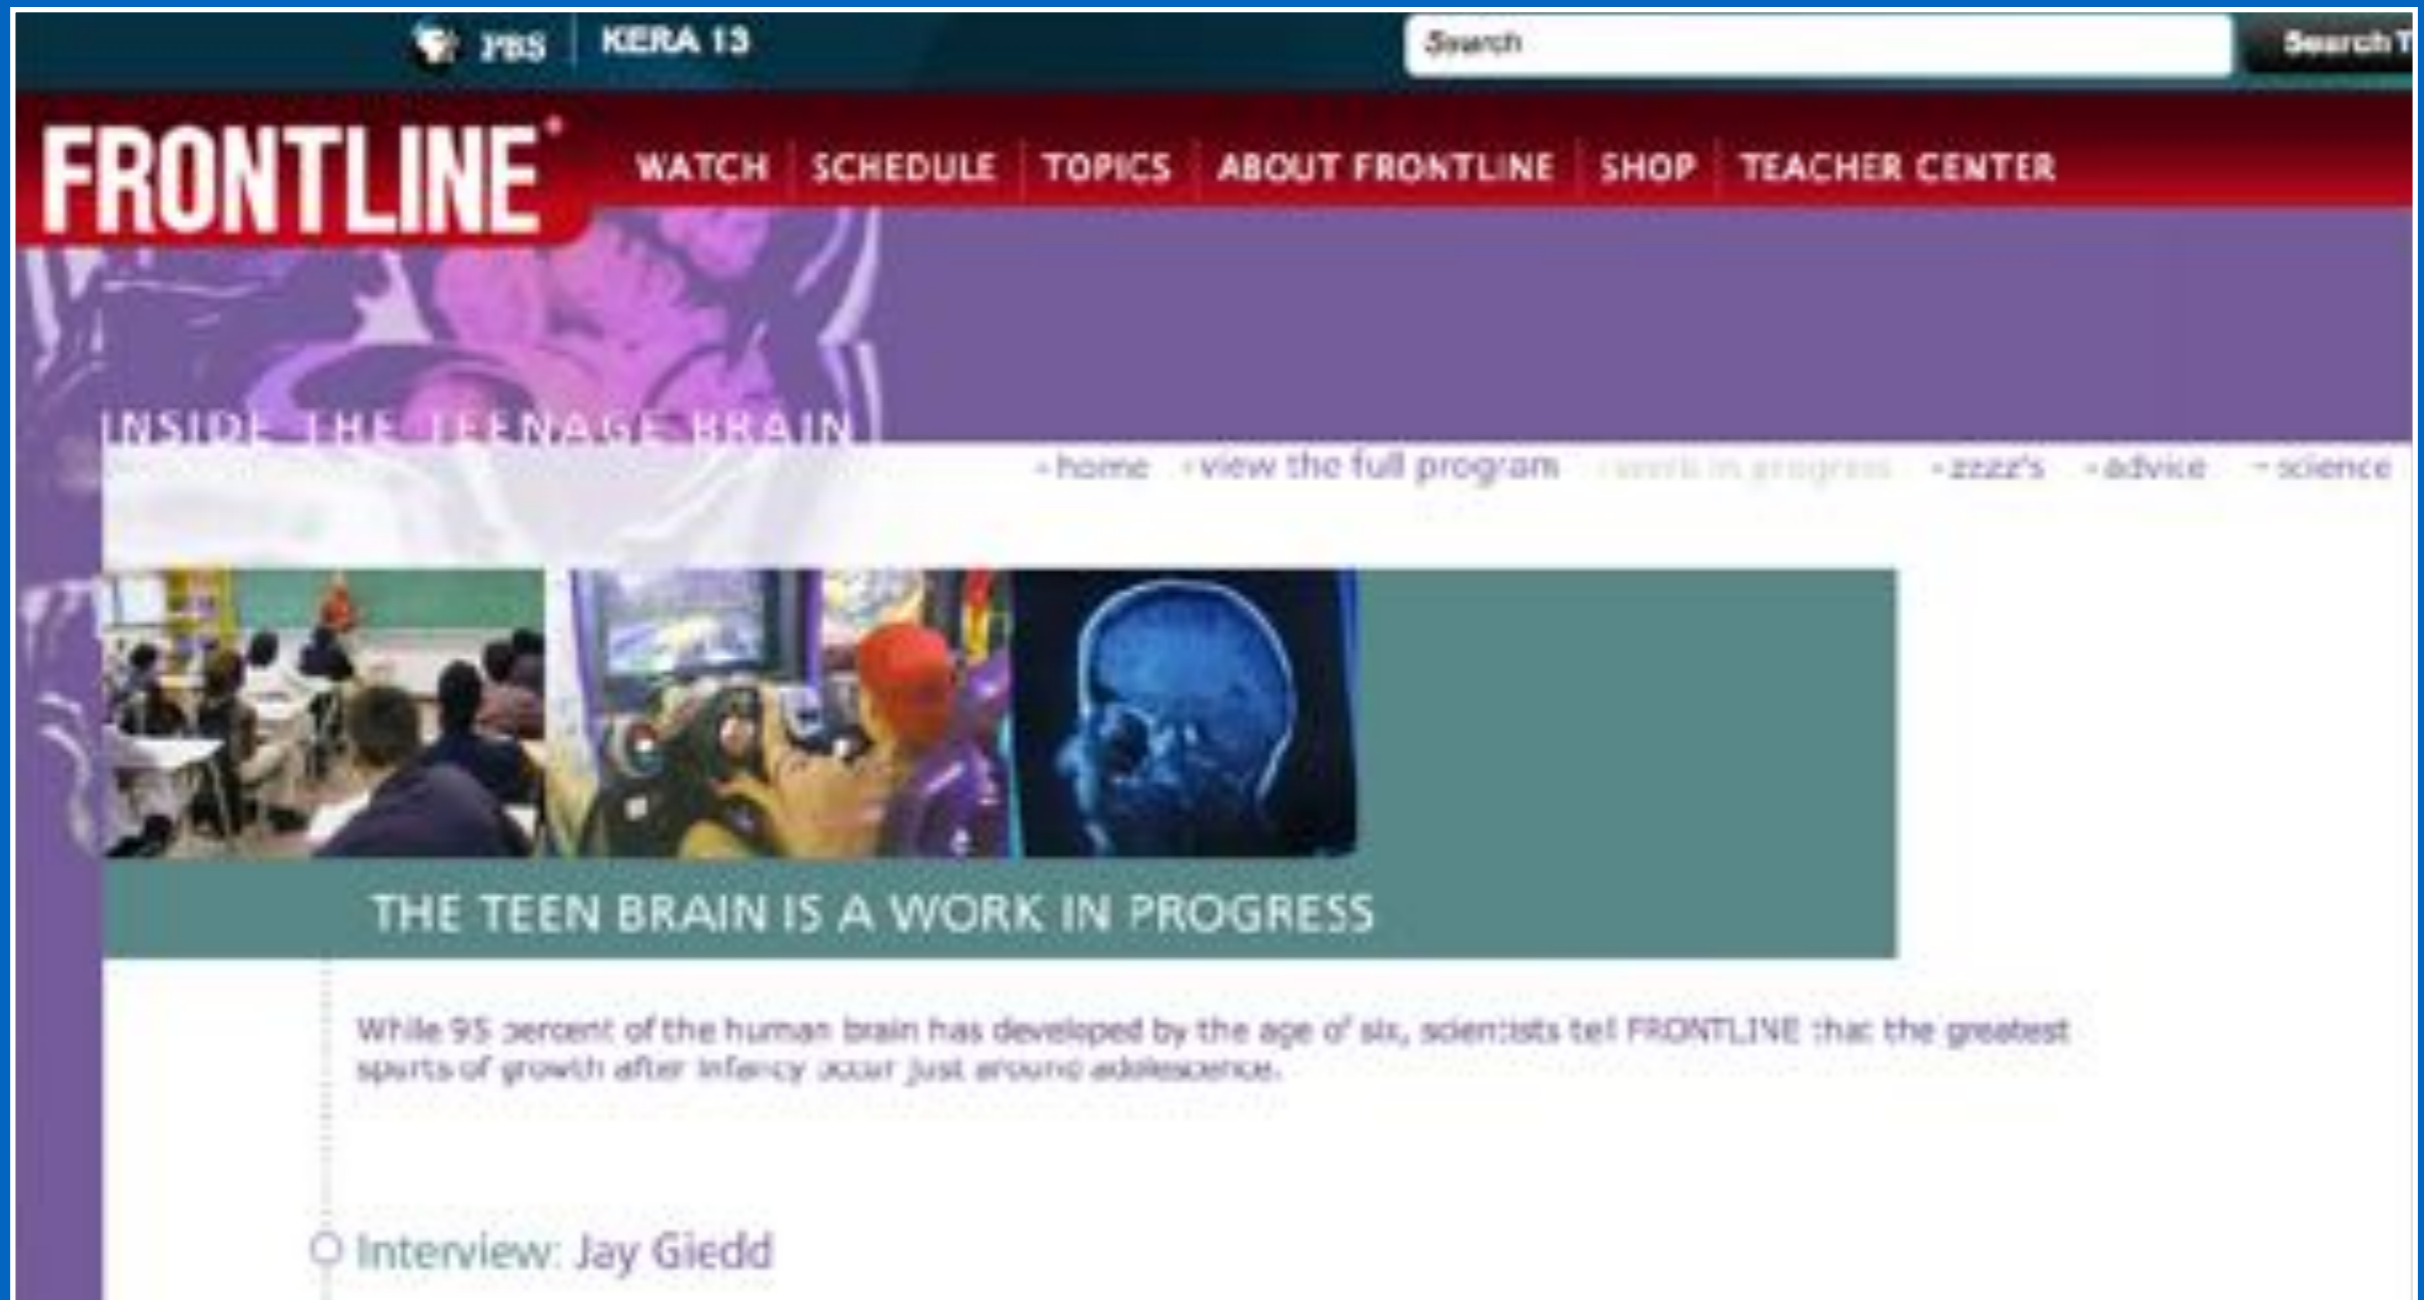 PBS KERA 13 Search Search T
FRONTLINE WATCH SCHEDULE TOPICS ABOUT FRONTLINE SHOP TEACHER CENTER
INSIDE THE TEENAGE BRAIN
home view the full program work in progress zzzz's advice science
THE TEEN BRAIN IS A WORK IN PROGRESS
While 95 percent of the human brain has developed by the age of six, scientists tell FRONTLINE that the greatest
spurts of growth after infancy occur just around adolescence.
Interview: Jay Giedd